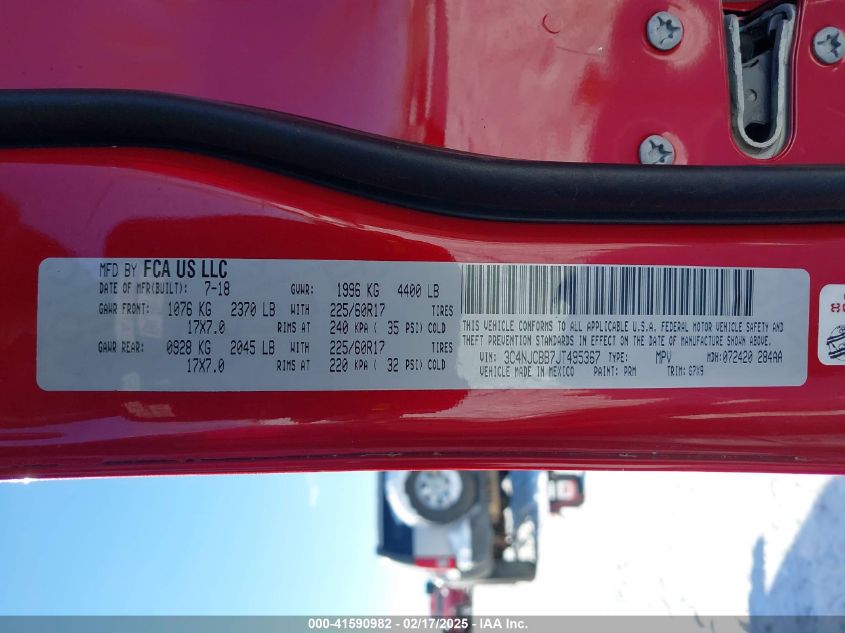 MFD BY FCA US LLC
DATE OF MFR(BUILT): 7-18 GVWR: 1996 KG 4400 LB
GAWR FRONT: 1076 KG 2370 LB WITH 225/60R17 TIRES
17X7.0 RIMS AT 240 KPA ( 35 PSI) COLD
GAWR REAR: 0928 KG 2045 LB WITH 225/60R17 TIRES
17X7.0 RIMS AT 220 KPA ( 32 PSI) COLD
THIS VEHICLE CONFORMS TO ALL APPLICABLE U.S.A. FEDERAL MOTOR VEHICLE SAFETY AND THEFT PREVENTION STANDARDS IN EFFECT ON THE DATE OF MANUFACTURE SHOWN ABOVE.
VIN: 3C4NJCBB7JT495367 TYPE: MPV MDH: 072420 284AA
VEHICLE MADE IN MEXICO PAINT: PRM TRIM: G7X9
000-41590982 - 02/17/2025 - IAA Inc.